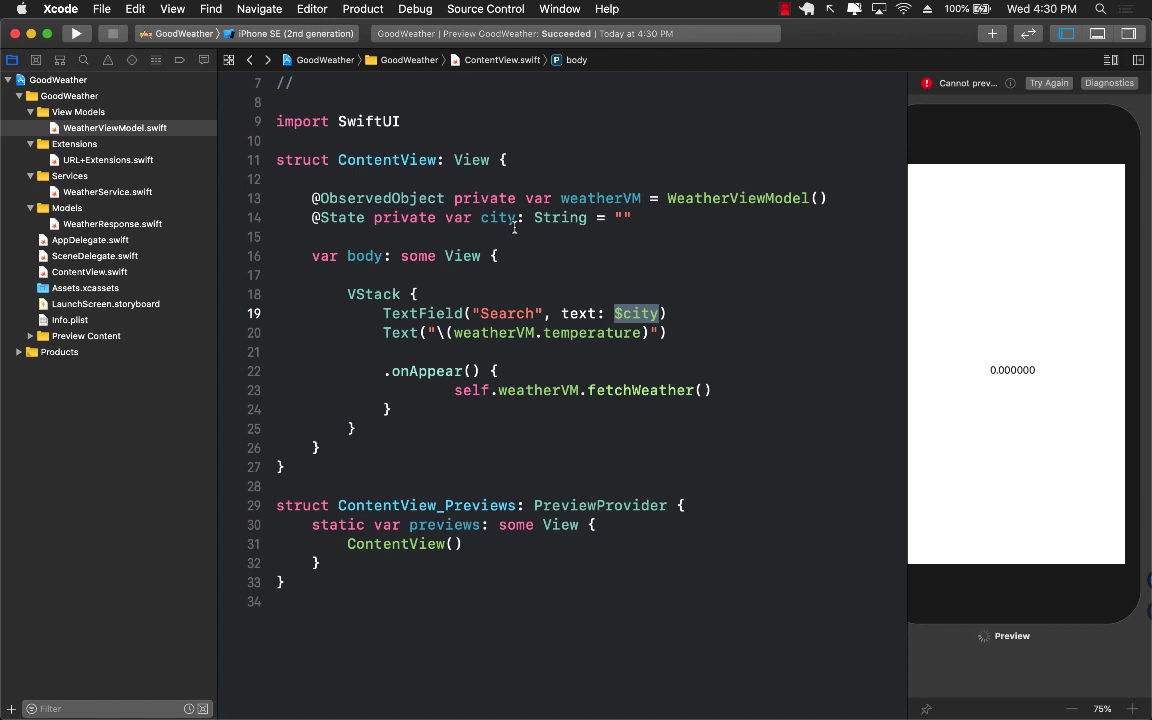 Xcode File Edit View Find Navigate Editor Product Debug Source Control Window Help 100% Wed 4:30 PM
GoodWeather 〉 iPhone SE (2nd generation) GoodWeather | Preview GoodWeather: Succeeded | Today at 4:30 PM
GoodWeather 〉 GoodWeather 〉 ContentView.swift 〉 P body
GoodWeather
GoodWeather
View Models
WeatherViewModel.swift
Extensions
URL+Extensions.swift
Services
WeatherService.swift
Models
WeatherResponse.swift
AppDelegate.swift
SceneDelegate.swift
ContentView.swift
Assets.xcassets
LaunchScreen.storyboard
Info.plist
Preview Content
Products
Filter
7 //
8
9 import SwiftUI
10
11 struct ContentView: View {
12
13 @ObservedObject private var weatherVM = WeatherViewModel()
14 @State private var city: String = ""
15
16 var body: some View {
17
18 VStack {
19 TextField("Search", text: $city)
20 Text("\(weatherVM.temperature)")
21
22 .onAppear() {
23 self.weatherVM.fetchWeather()
24 }
25 }
26 }
27 }
28
29 struct ContentView_Previews: PreviewProvider {
30 static var previews: some View {
31 ContentView()
32 }
33 }
34
Cannot prev... Try Again Diagnostics
0.000000
Preview
75%